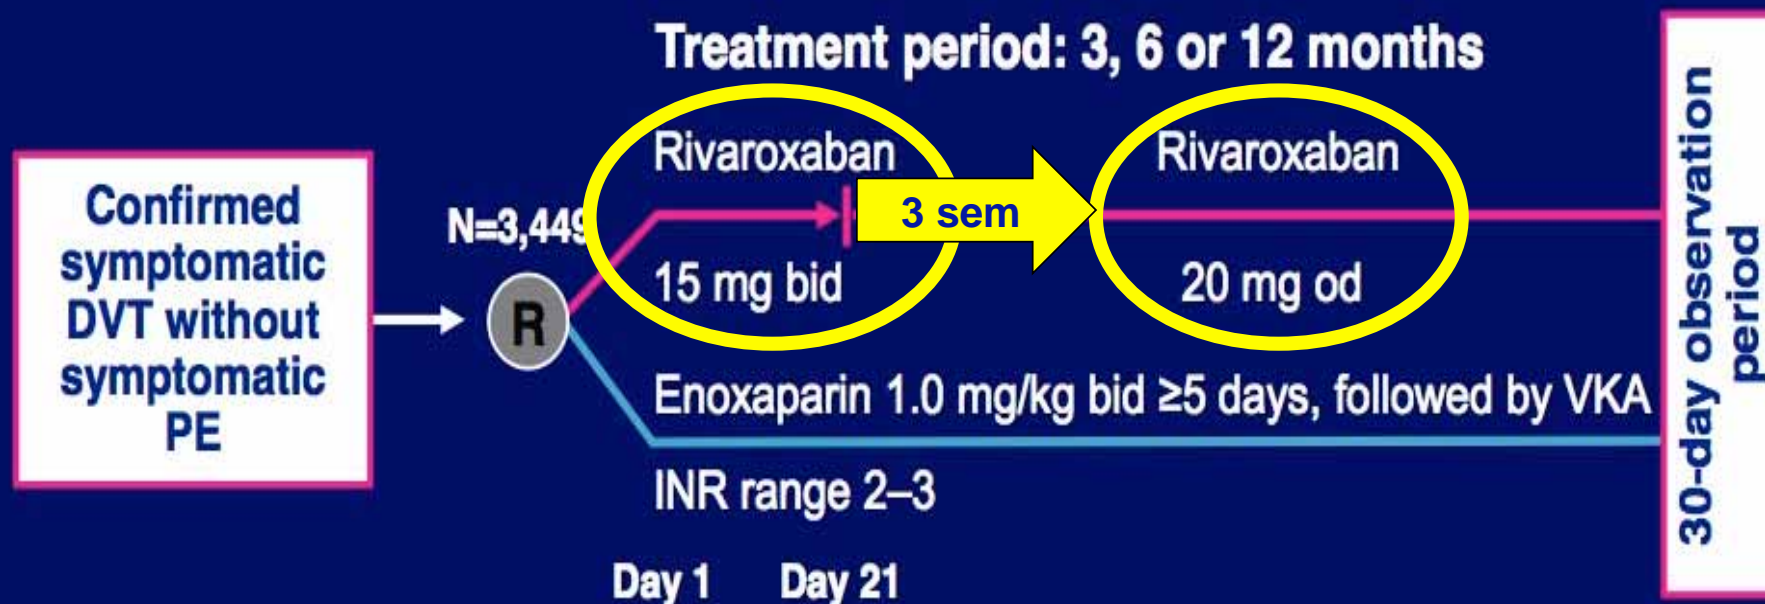 Treatment period: 3, 6 or 12 months
Confirmed
symptomatic
DVT without
symptomatic
PE
N=3,449
R
Rivaroxaban
15 mg bid
3 sem
Rivaroxaban
20 mg od
Enoxaparin 1.0 mg/kg bid ≥5 days, followed by VKA
INR range 2–3
Day 1 Day 21
30-day observation
period